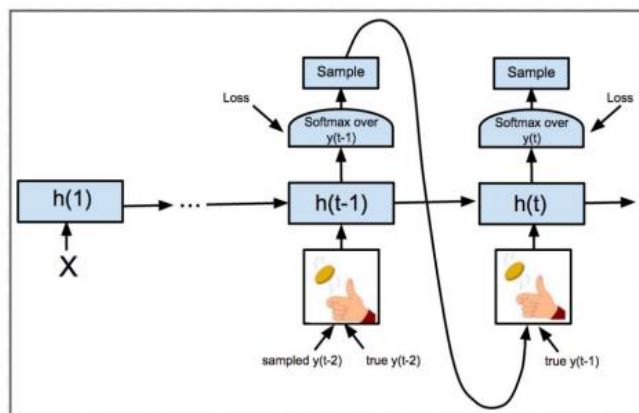 Sample
Sample
Loss
Loss
Softmax over
y(t-1)
Softmax over
y(t)
h(1)
...
h(t-1)
h(t)
X
sampled y(t-2)
true y(t-2)
true y(t-1)